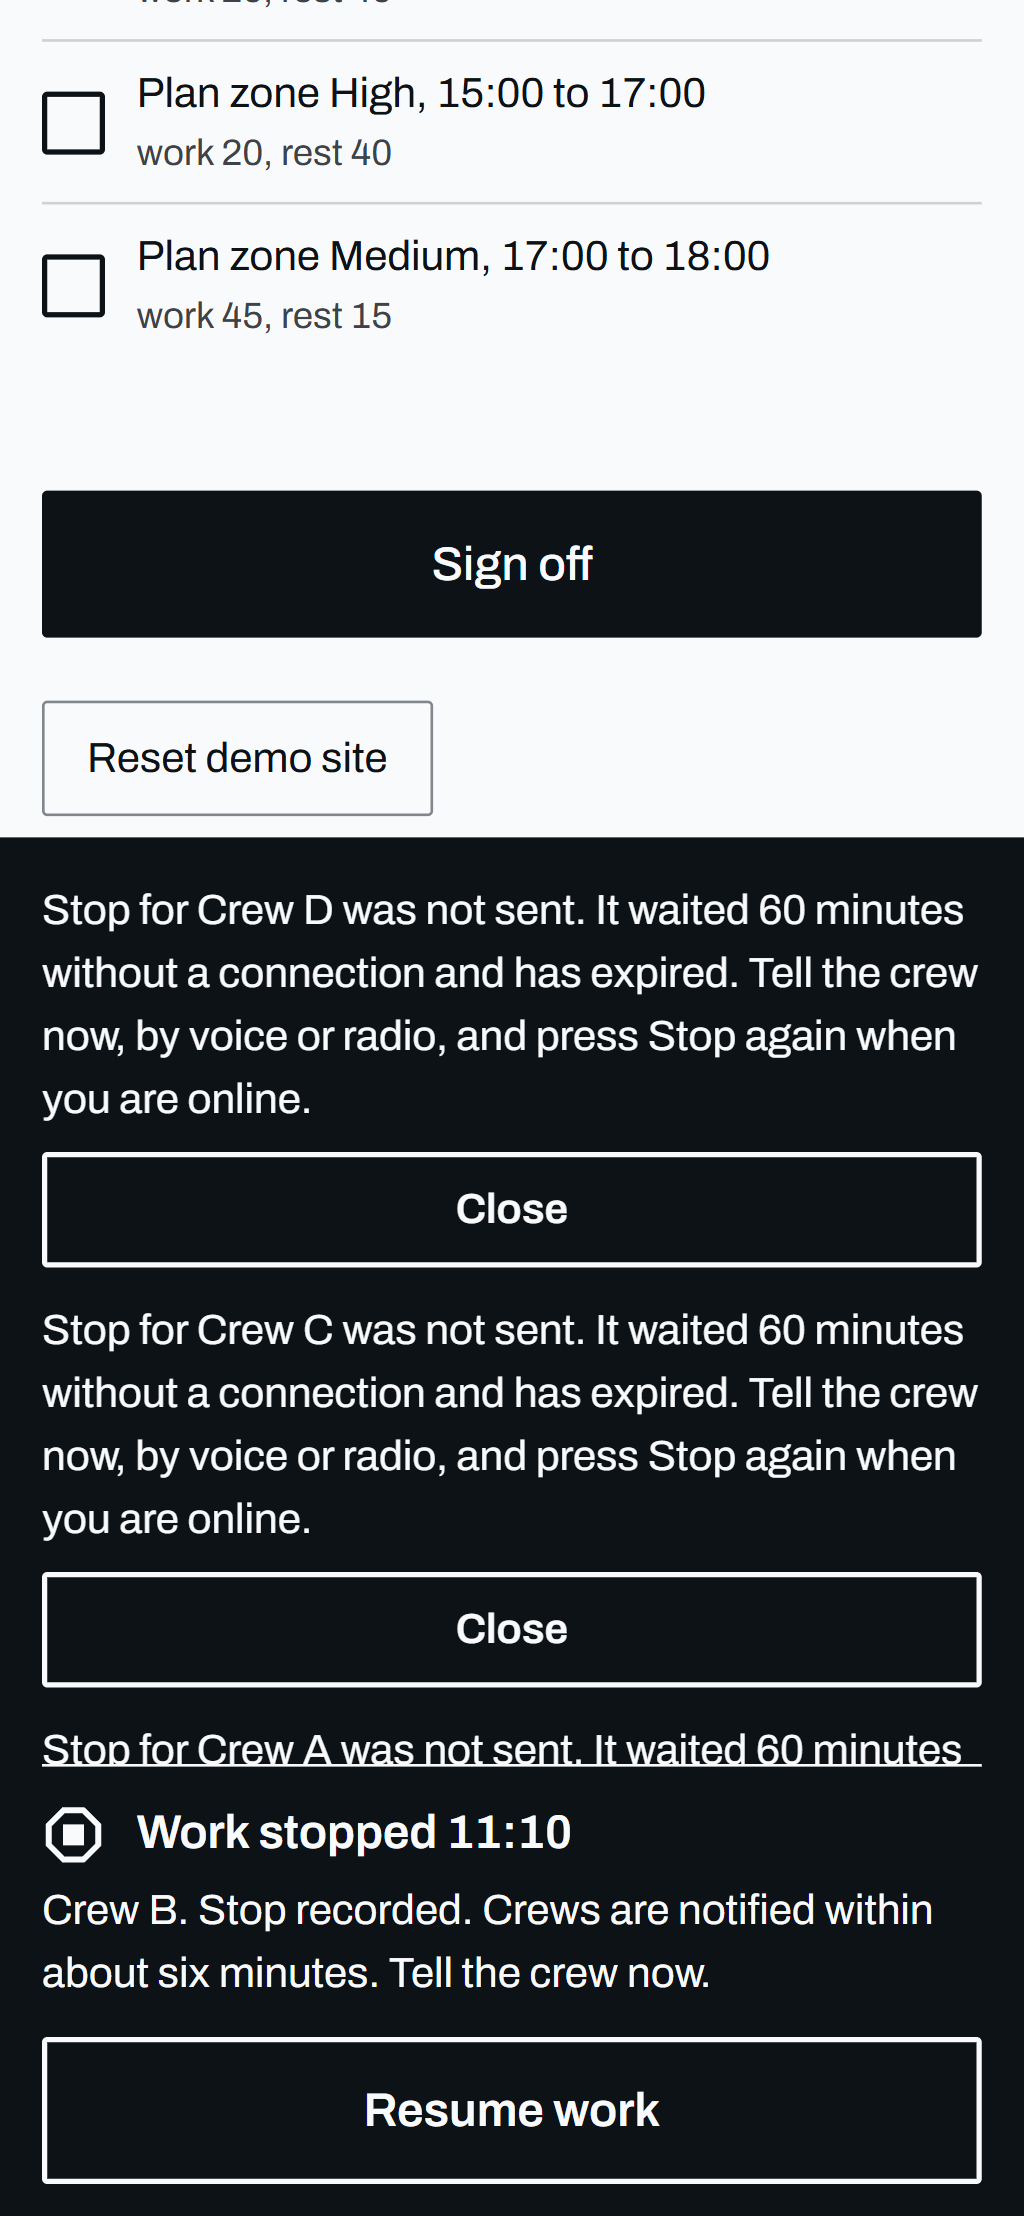 Plan zone High, 15:00 to 17:00
work 20, rest 40
Plan zone Medium, 17:00 to 18:00
work 45, rest 15
Sign off
Reset demo site
Stop for Crew D was not sent. It waited 60 minutes
without a connection and has expired. Tell the crew
now, by voice or radio, and press Stop again when
you are online.
Close
Stop for Crew C was not sent. It waited 60 minutes
without a connection and has expired. Tell the crew
now, by voice or radio, and press Stop again when
you are online.
Close
Stop for Crew A was not sent. It waited 60 minutes
Work stopped 11:10
Crew B. Stop recorded. Crews are notified within
about six minutes. Tell the crew now.
Resume work